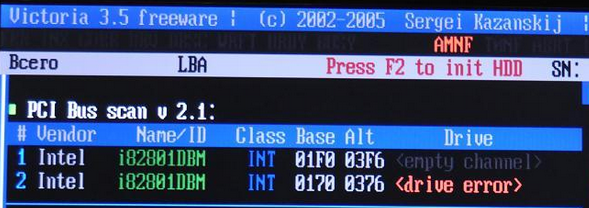 Victoria 3.5 freeware ¦ (c) 2002-2005 Sergei Kazanskij ¦
AMNF
Всего LBA Press F2 to init HDD SN:
PCI Bus scan v 2.1:
# Vendor Name/ID Class Base Alt Drive
1 Intel i82801DBM INT 01F0 03F6 <empty channel>
2 Intel i82801DBM INT 0170 0376 <drive error>